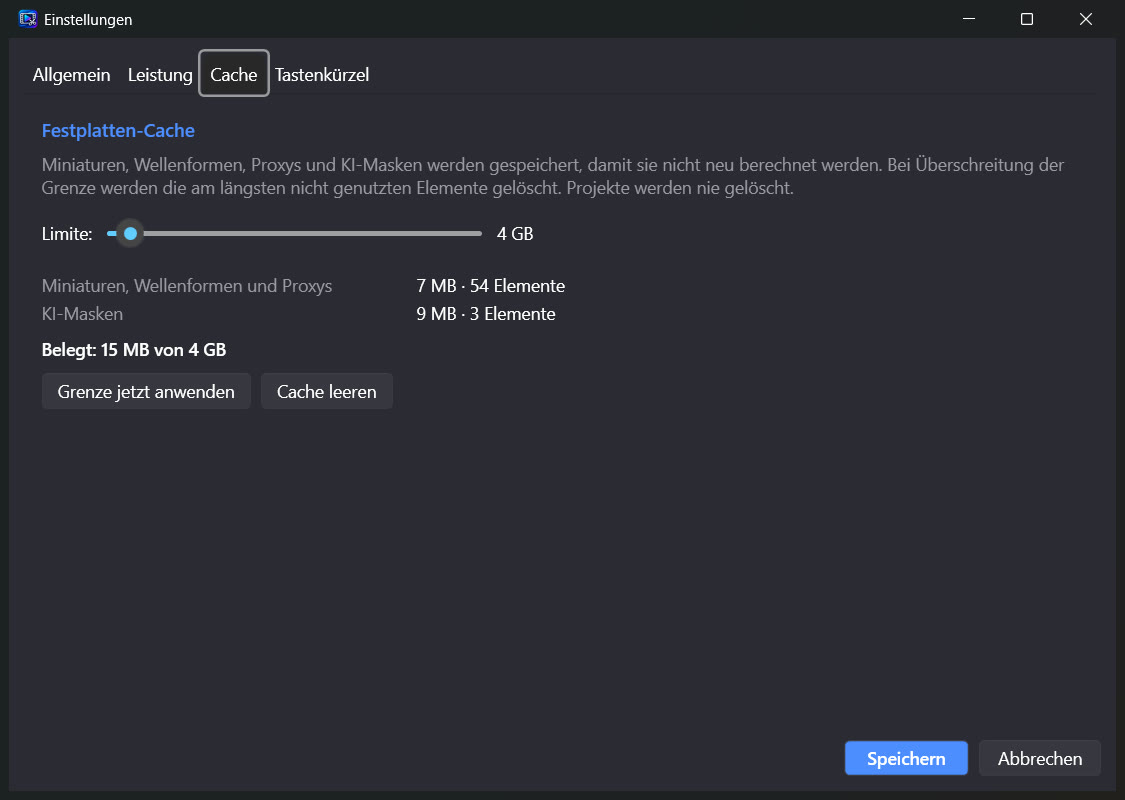 Einstellungen
Allgemein Leistung Cache Tastenkürzel
Festplatten-Cache
Miniaturen, Wellenformen, Proxys und KI-Masken werden gespeichert, damit sie nicht neu berechnet werden. Bei Überschreitung der
Grenze werden die am längsten nicht genutzten Elemente gelöscht. Projekte werden nie gelöscht.
Limite: 4 GB
Miniaturen, Wellenformen und Proxys 7 MB · 54 Elemente
KI-Masken 9 MB · 3 Elemente
Belegt: 15 MB von 4 GB
Grenze jetzt anwenden Cache leeren
Speichern Abbrechen